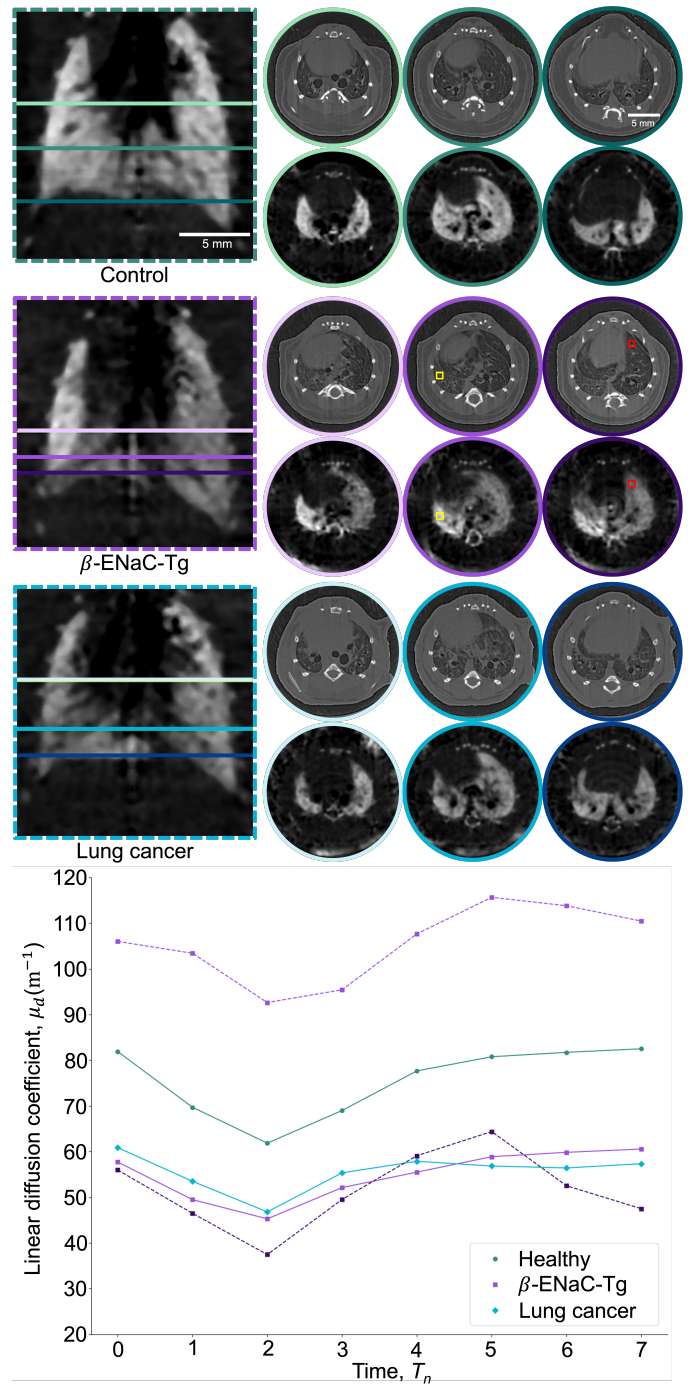 5 mm
5 mm
Control
β-ENaC-Tg
Lung cancer
120
110
100
90
80
70
60
50
40
30
20
Linear diffusion coefficient, μ_d(m⁻¹)
Healthy
β-ENaC-Tg
Lung cancer
0 1 2 3 4 5 6 7
Time, T_n